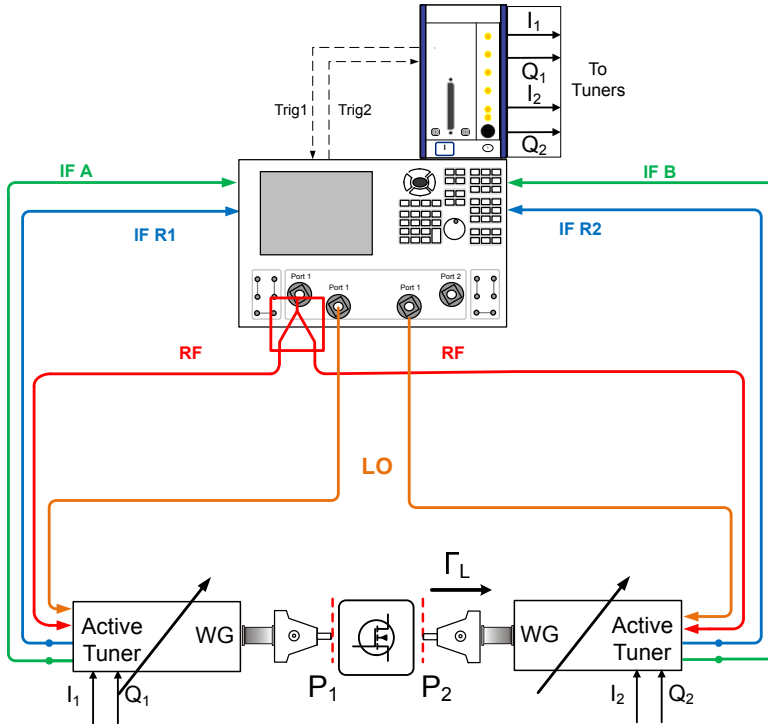 I1
Q1
I2
Q2
To
Tuners
Trig1
Trig2
IF A
IF B
IF R1
IF R2
Port 1
Port 1
Port 1
Port 2
RF
RF
LO
ΓL
Active
Tuner
WG
WG
Active
Tuner
P1
P2
I1
Q1
I2
Q2